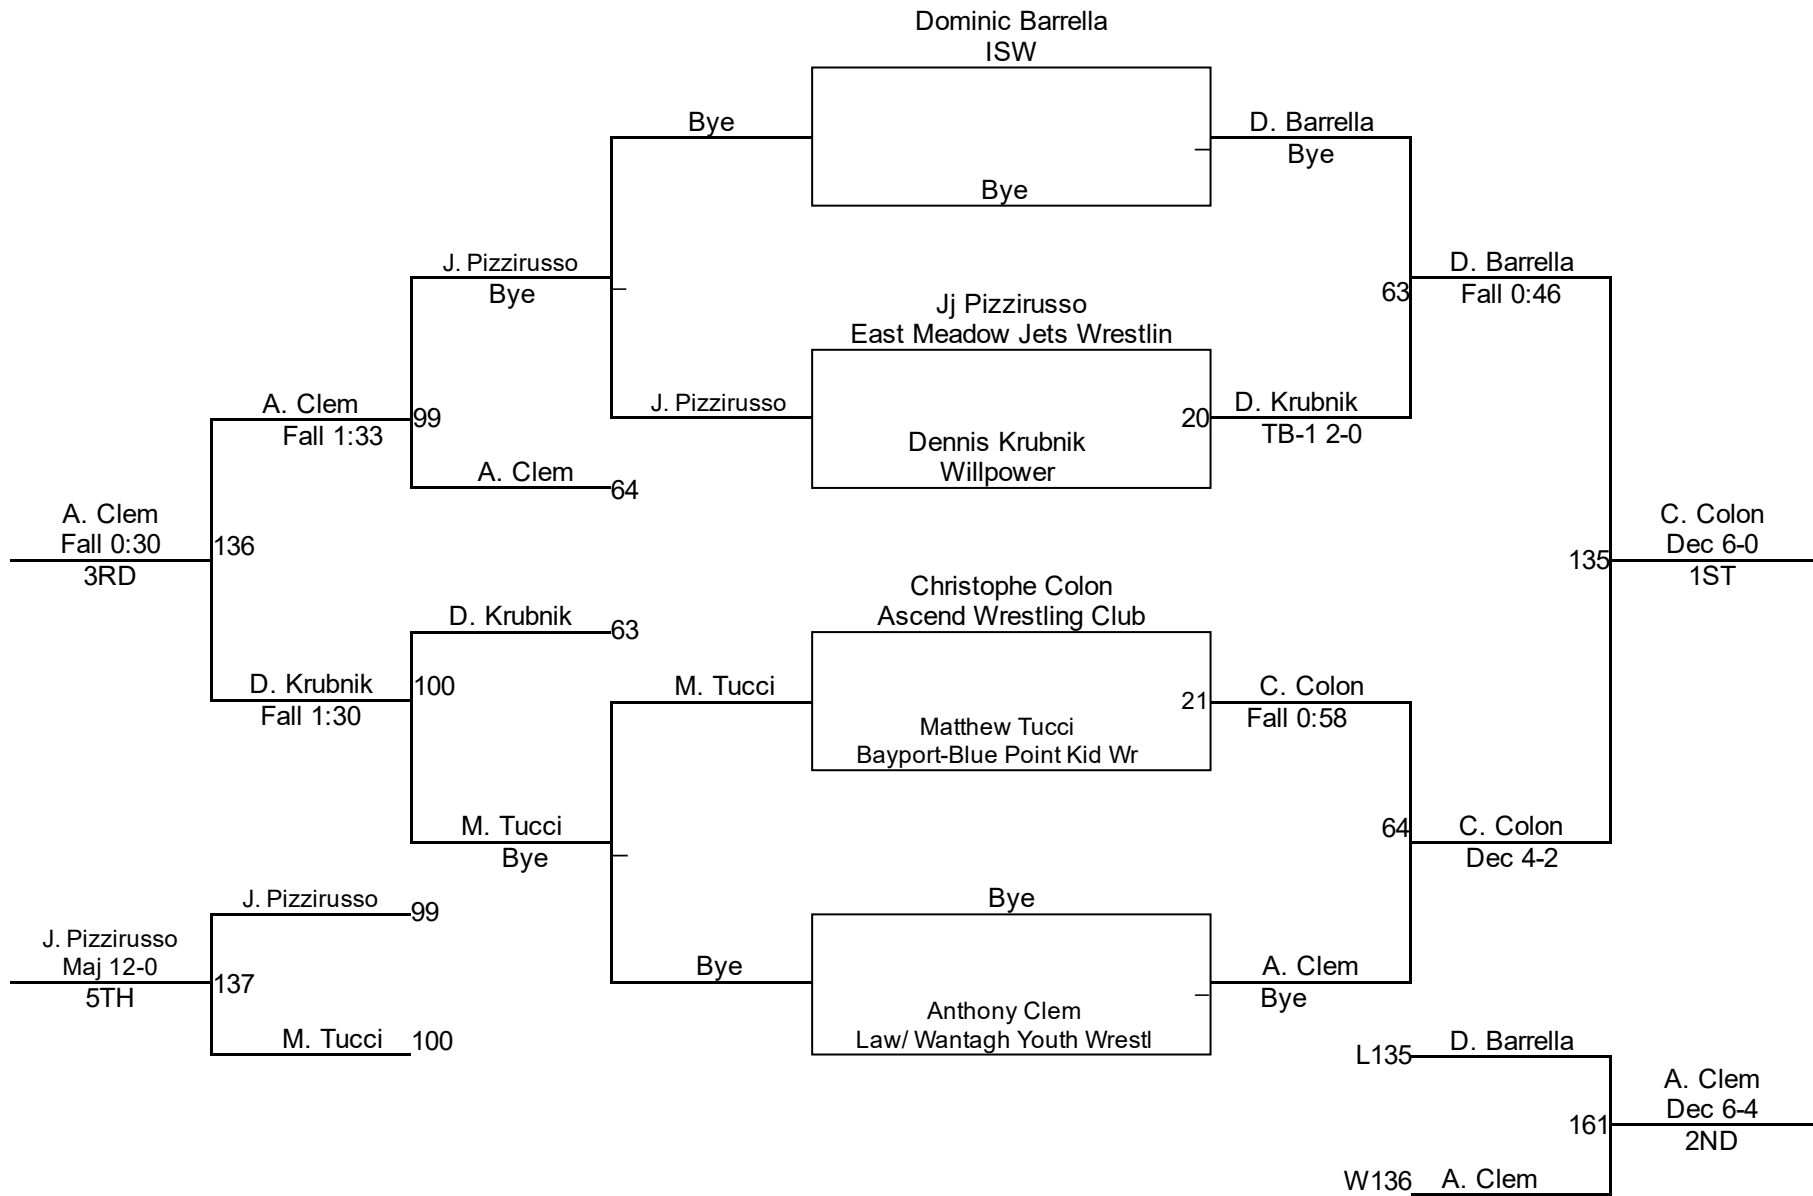 Dominic Barrella
ISW
Bye
D. Barrella
Bye
Bye
J. Pizzirusso
Bye
D. Barrella
Fall 0:46
63
Jj Pizzirusso
East Meadow Jets Wrestlin
J. Pizzirusso
20
D. Krubnik
TB-1 2-0
Dennis Krubnik
Willpower
A. Clem
Fall 1:33
99
A. Clem
64
A. Clem
Fall 0:30
3RD
136
C. Colon
Dec 6-0
1ST
135
Christophe Colon
Ascend Wrestling Club
D. Krubnik
63
D. Krubnik
Fall 1:30
100
M. Tucci
21
C. Colon
Fall 0:58
Matthew Tucci
Bayport-Blue Point Kid Wr
M. Tucci
Bye
64
C. Colon
Dec 4-2
Bye
J. Pizzirusso
99
J. Pizzirusso
Maj 12-0
5TH
137
Bye
A. Clem
Bye
Anthony Clem
Law/ Wantagh Youth Wrestl
M. Tucci
100
L135
D. Barrella
A. Clem
Dec 6-4
2ND
161
W136
A. Clem